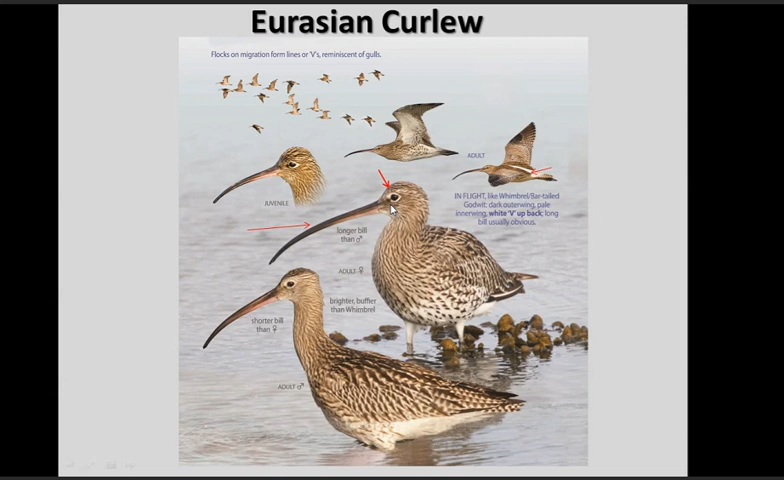 Eurasian Curlew
Flocks on migration form lines or 'V's, reminiscent of gulls.
ADULT
JUVENILE
IN FLIGHT, like Whimbrel/Bar-tailed
Godwit: dark outerwing, pale
innerwing, white 'V' up back; long
bill usually obvious.
longer bill
than ♂
ADULT ♀
brighter, buffier
than Whimbrel
shorter bill
than ♀
ADULT ♂